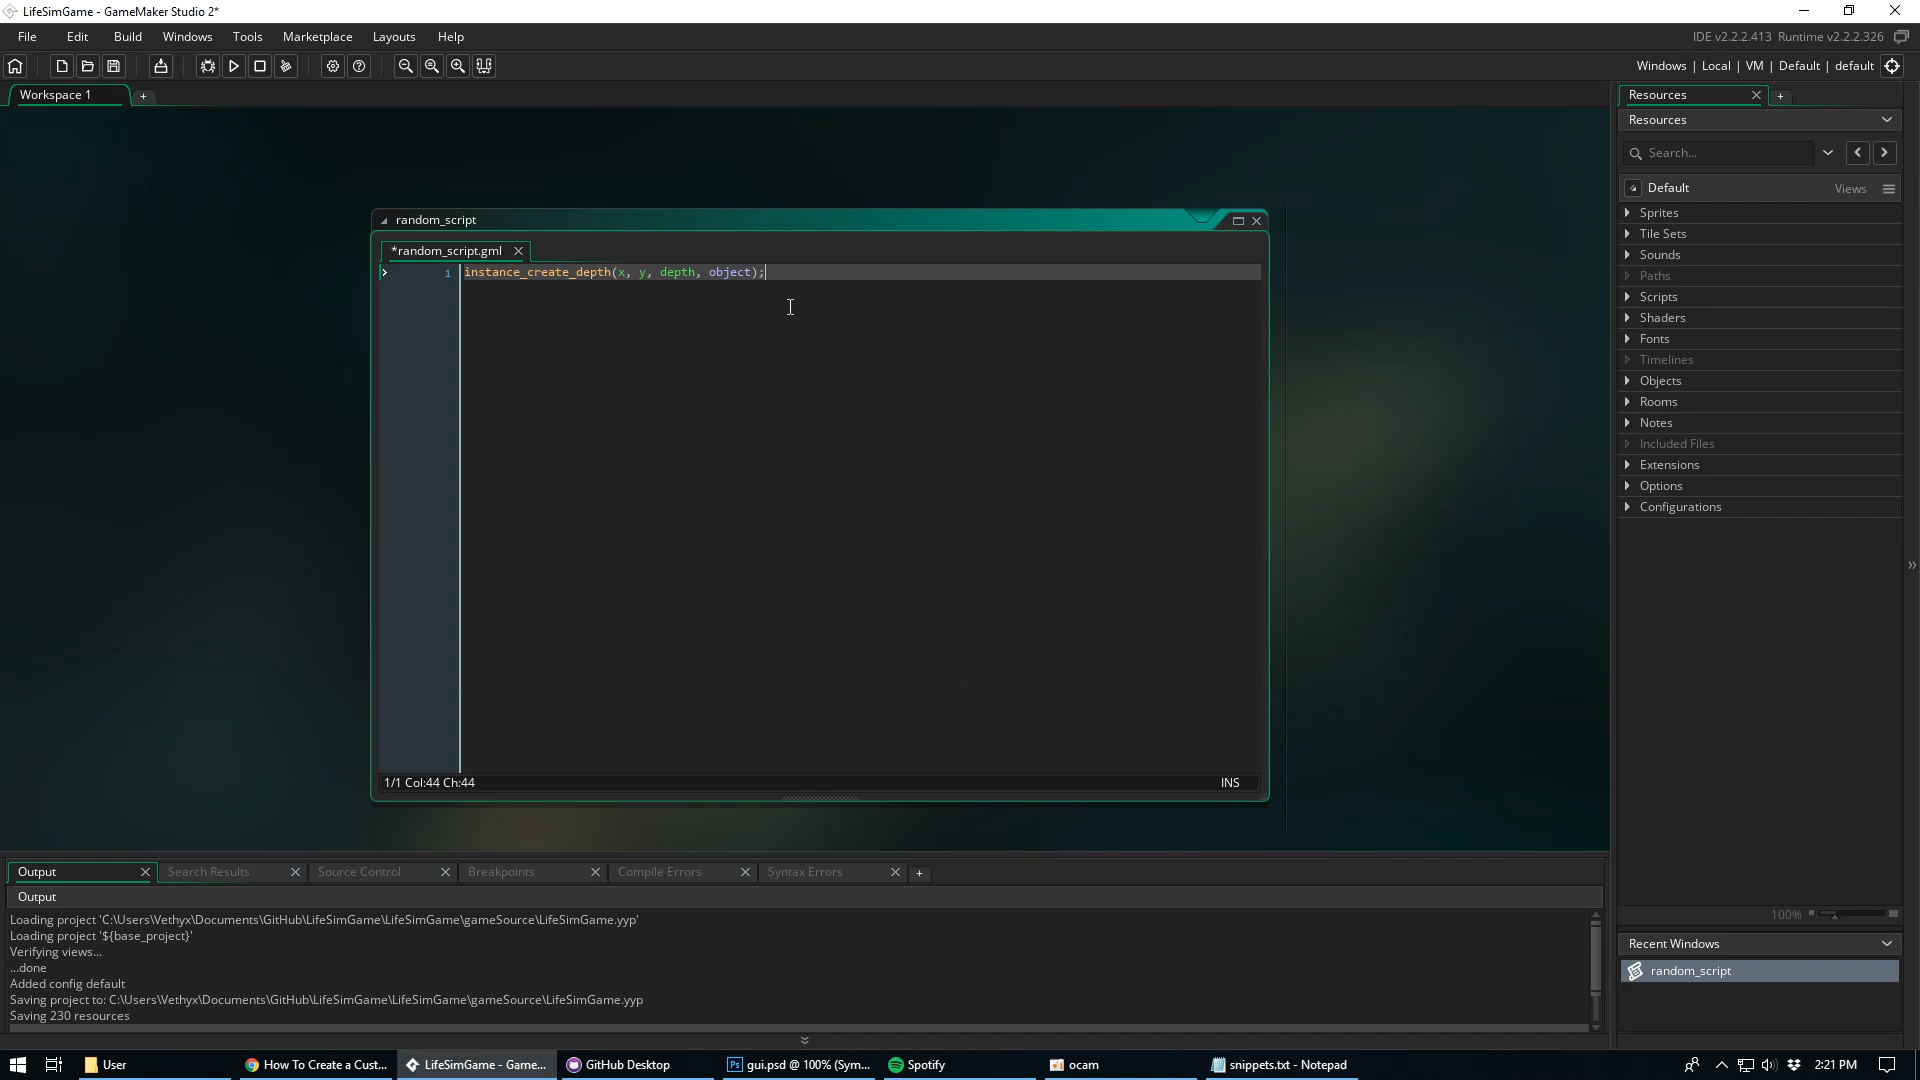 LifeSimGame - GameMaker Studio 2*
File Edit Build Windows Tools Marketplace Layouts Help
IDE v2.2.2.413 Runtime v2.2.2.326
Windows | Local | VM | Default | default
Workspace 1
+
Resources
+
Resources
Search...
Default
Views
Sprites
Tile Sets
Sounds
Paths
Scripts
Shaders
Fonts
Timelines
Objects
Rooms
Notes
Included Files
Extensions
Options
Configurations
random_script
*random_script.gml
1 instance_create_depth(x, y, depth, object);
1/1 Col:44 Ch:44
INS
100%
Recent Windows
random_script
Output Search Results Source Control Breakpoints Compile Errors Syntax Errors +
Output
Loading project 'C:\Users\Vethyx\Documents\GitHub\LifeSimGame\LifeSimGame\gameSource\LifeSimGame.yyp'
Loading project '${base_project}'
Verifying views...
...done
Added config default
Saving project to: C:\Users\Vethyx\Documents\GitHub\LifeSimGame\LifeSimGame\gameSource\LifeSimGame.yyp
Saving 230 resources
User
How To Create a Cust...
LifeSimGame - Game...
GitHub Desktop
Ps
gui.psd @ 100% (Sym...
Spotify
ocam
snippets.txt - Notepad
2:21 PM